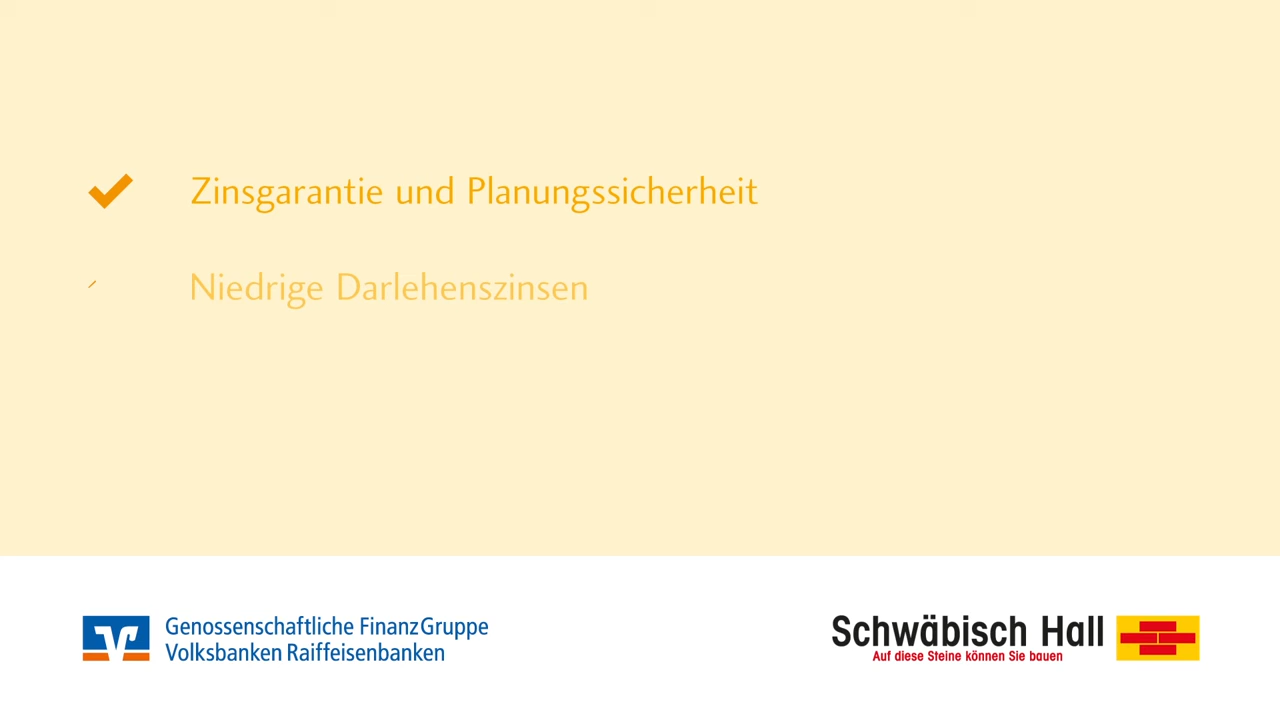 Zinsgarantie und Planungssicherheit
Niedrige Darlehenszinsen
Genossenschaftliche FinanzGruppe
Volksbanken Raiffeisenbanken
Schwäbisch Hall
Auf diese Steine können Sie bauen